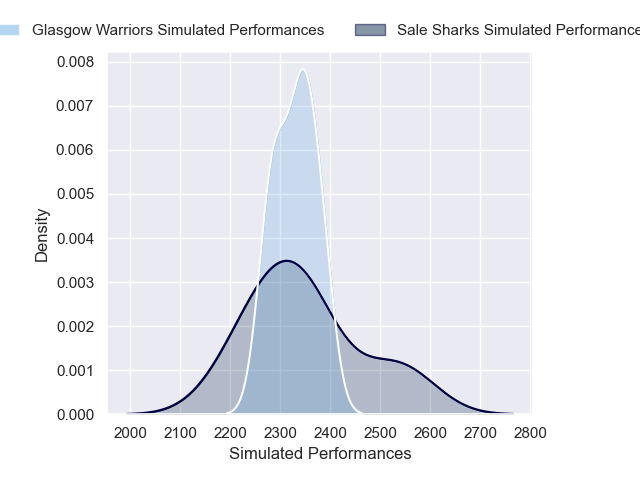 Glasgow Warriors Simulated Performances
Sale Sharks Simulated Performance
0.008
0.007
0.006
0.005
0.004
0.003
0.002
0.001
0.000
Density
2000 2100 2200 2300 2400 2500 2600 2700 2800
Simulated Performances